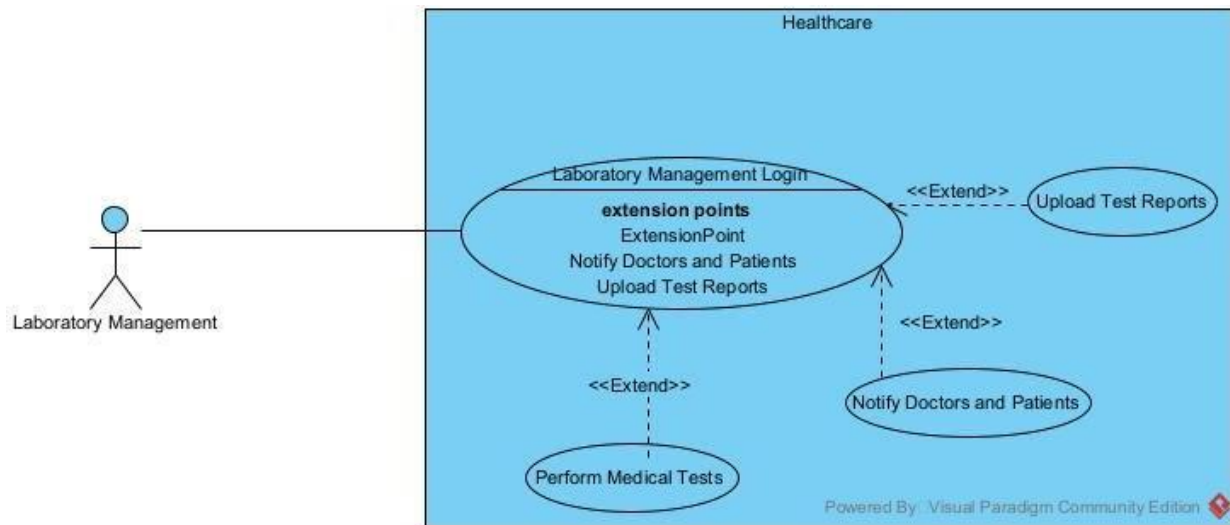 Healthcare
Laboratory Management Login
extension points
ExtensionPoint
Notify Doctors and Patients
Upload Test Reports
<<Extend>>
Upload Test Reports
Laboratory Management
<<Extend>>
Notify Doctors and Patients
<<Extend>>
Perform Medical Tests
Powered By: Visual Paradigm Community Edition